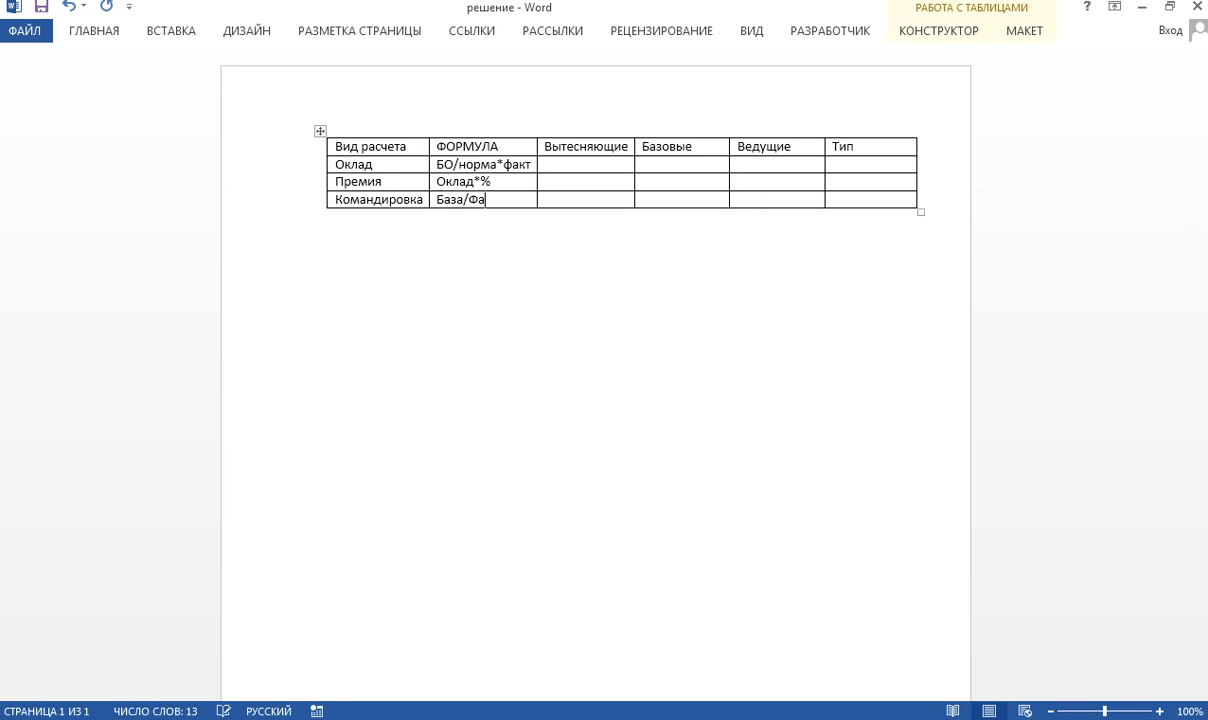 решение - Word
РАБОТА С ТАБЛИЦАМИ
?
ФАЙЛ ГЛАВНАЯ ВСТАВКА ДИЗАЙН РАЗМЕТКА СТРАНИЦЫ ССЫЛКИ РАССЫЛКИ РЕЦЕНЗИРОВАНИЕ ВИД РАЗРАБОТЧИК КОНСТРУКТОР МАКЕТ Вход
Вид расчета ФОРМУЛА Вытесняющие Базовые Ведущие Тип
Оклад БО/норма*факт
Премия Оклад*%
Командировка База/Фа
СТРАНИЦА 1 ИЗ 1 ЧИСЛО СЛОВ: 13 РУССКИЙ 100%